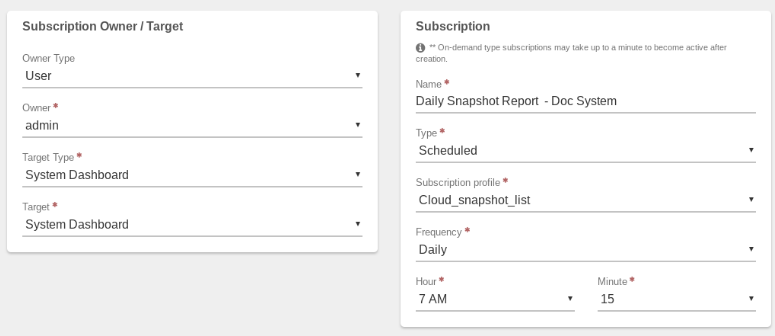 Subscription Owner / Target
Owner Type
User
Owner *
admin
Target Type *
System Dashboard
Target *
System Dashboard
Subscription
** On-demand type subscriptions may take up to a minute to become active after
creation.
Name *
Daily Snapshot Report - Doc System
Type *
Scheduled
Subscription profile *
Cloud_snapshot_list
Frequency *
Daily
Hour * Minute *
7 AM 15